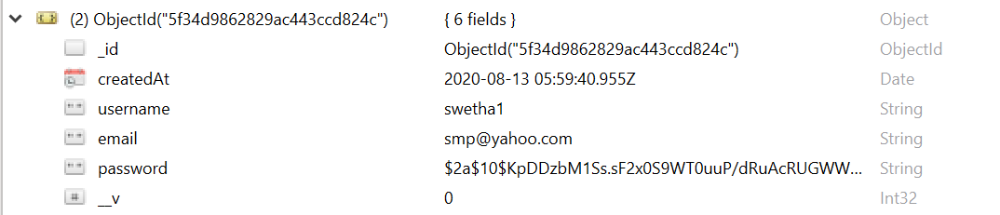 (2) ObjectId("5f34d9862829ac443ccd824c") { 6 fields } Object
_id ObjectId("5f34d9862829ac443ccd824c") ObjectId
createdAt 2020-08-13 05:59:40.955Z Date
username swetha1 String
email smp@yahoo.com String
password $2a$10$KpDDzbM1Ss.sF2x0S9WT0uuP/dRuAcRUGWW... String
__v 0 Int32